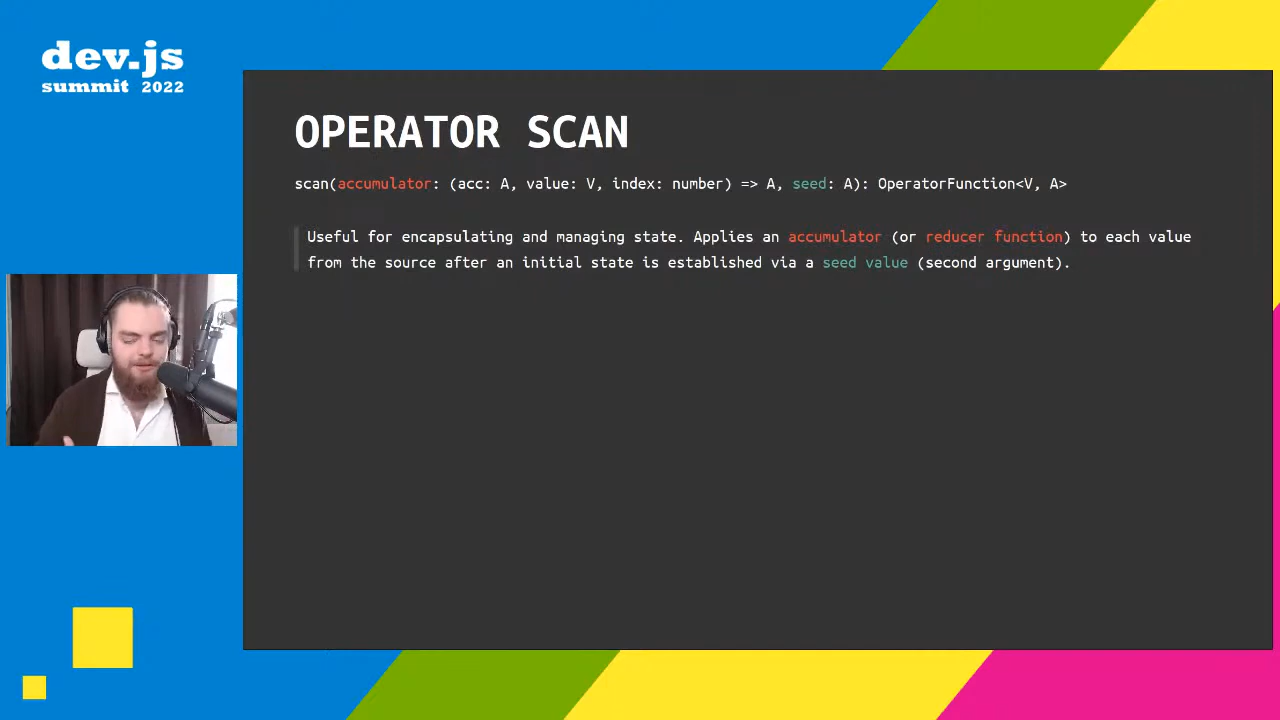 dev.js
summit 2022
OPERATOR SCAN
scan(accumulator: (acc: A, value: V, index: number) => A, seed: A): OperatorFunction<V, A>
Useful for encapsulating and managing state. Applies an accumulator (or reducer function) to each value
from the source after an initial state is established via a seed value (second argument).